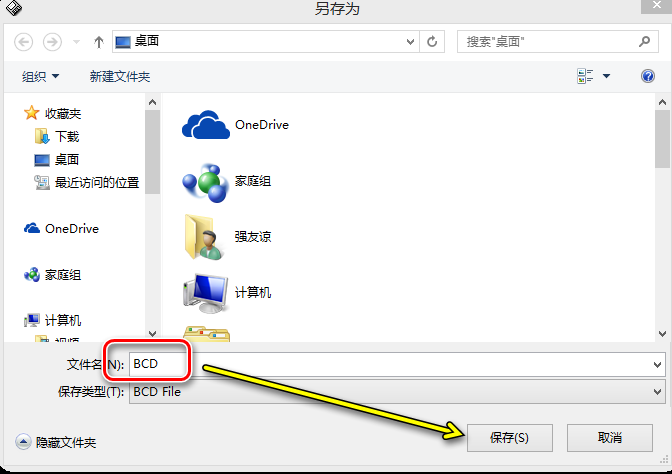 另存为
桌面
搜索"桌面"
组织
新建文件夹
收藏夹
下载
桌面
最近访问的位置
OneDrive
家庭组
计算机
视频
OneDrive
家庭组
强友谅
计算机
文件名(N): BCD
保存类型(T): BCD File
隐藏文件夹
保存(S)
取消